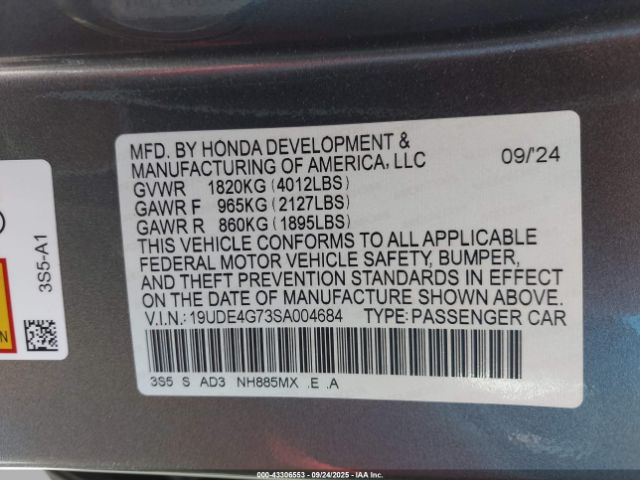 MFD. BY HONDA DEVELOPMENT &
MANUFACTURING OF AMERICA, LLC 09/'24
GVWR 1820KG (4012LBS)
GAWR F 965KG (2127LBS)
GAWR R 860KG (1895LBS)
THIS VEHICLE CONFORMS TO ALL APPLICABLE
FEDERAL MOTOR VEHICLE SAFETY, BUMPER,
AND THEFT PREVENTION STANDARDS IN EFFECT
ON THE DATE OF MANUFACTURE SHOWN ABOVE.
V.I.N.: 19UDE4G73SA004684 TYPE: PASSENGER CAR
3S5 S AD3 NH885MX .E .A
3S5-A1
600 - 43306553 - 09/24/2025 - IAA Inc.